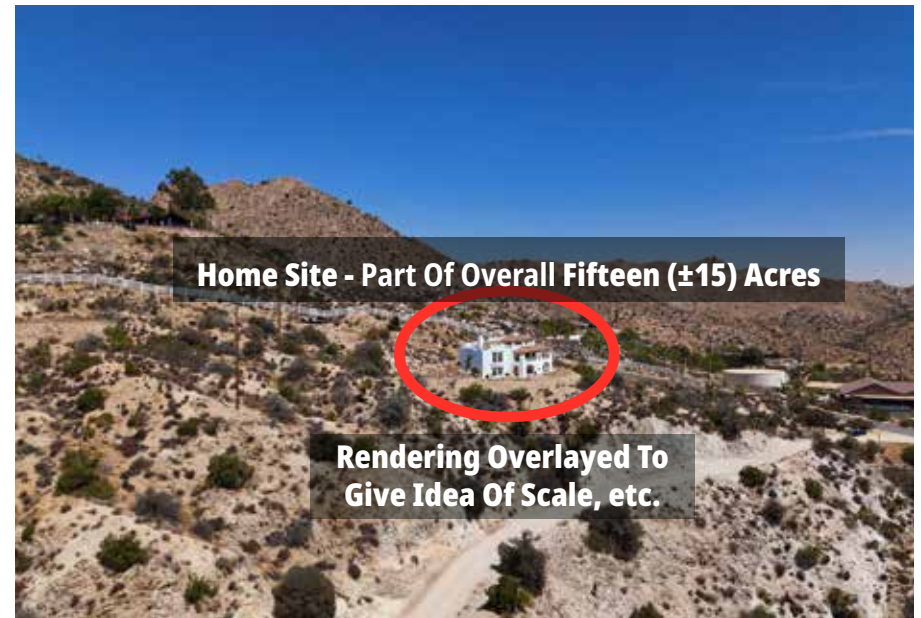 Home Site - Part Of Overall Fifteen (±15) Acres
Rendering Overlayed To
Give Idea Of Scale, etc.